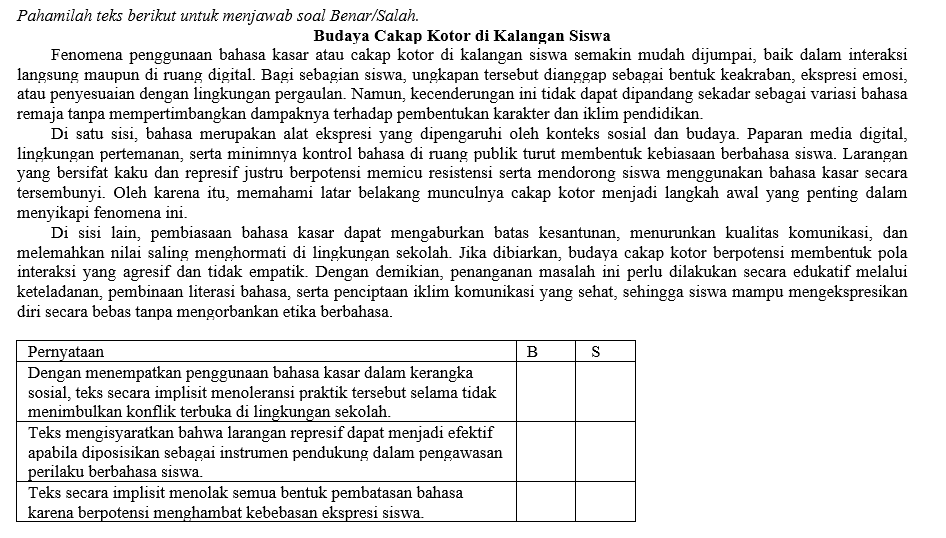 Pahamilah teks berikut untuk menjawab soal Benar/Salah.
Budaya Cakap Kotor di Kalangan Siswa
Fenomena penggunaan bahasa kasar atau cakap kotor di kalangan siswa semakin mudah dijumpai, baik dalam interaksi
langsung maupun di ruang digital. Bagi sebagian siswa, ungkapan tersebut dianggap sebagai bentuk keakraban, ekspresi emosi,
atau penyesuaian dengan lingkungan pergaulan. Namun, kecenderungan ini tidak dapat dipandang sekadar sebagai variasi bahasa
remaja tanpa mempertimbangkan dampaknya terhadap pembentukan karakter dan iklim pendidikan.
Di satu sisi, bahasa merupakan alat ekspresi yang dipengaruhi oleh konteks sosial dan budaya. Paparan media digital,
lingkungan pertemanan, serta minimnya kontrol bahasa di ruang publik turut membentuk kebiasaan berbahasa siswa. Larangan
yang bersifat kaku dan represif justru berpotensi memicu resistensi serta mendorong siswa menggunakan bahasa kasar secara
tersembunyi. Oleh karena itu, memahami latar belakang munculnya cakap kotor menjadi langkah awal yang penting dalam
menyikapi fenomena ini.
Di sisi lain, pembiasaan bahasa kasar dapat mengaburkan batas kesantunan, menurunkan kualitas komunikasi, dan
melemahkan nilai saling menghormati di lingkungan sekolah. Jika dibiarkan, budaya cakap kotor berpotensi membentuk pola
interaksi yang agresif dan tidak empatik. Dengan demikian, penanganan masalah ini perlu dilakukan secara edukatif melalui
keteladanan, pembinaan literasi bahasa, serta penciptaan iklim komunikasi yang sehat, sehingga siswa mampu mengekspresikan
diri secara bebas tanpa mengorbankan etika berbahasa.
Pernyataan B S
Dengan menempatkan penggunaan bahasa kasar dalam kerangka
sosial, teks secara implisit menoleransi praktik tersebut selama tidak
menimbulkan konflik terbuka di lingkungan sekolah.
Teks mengisyaratkan bahwa larangan represif dapat menjadi efektif
apabila diposisikan sebagai instrumen pendukung dalam pengawasan
perilaku berbahasa siswa.
Teks secara implisit menolak semua bentuk pembatasan bahasa
karena berpotensi menghambat kebebasan ekspresi siswa.